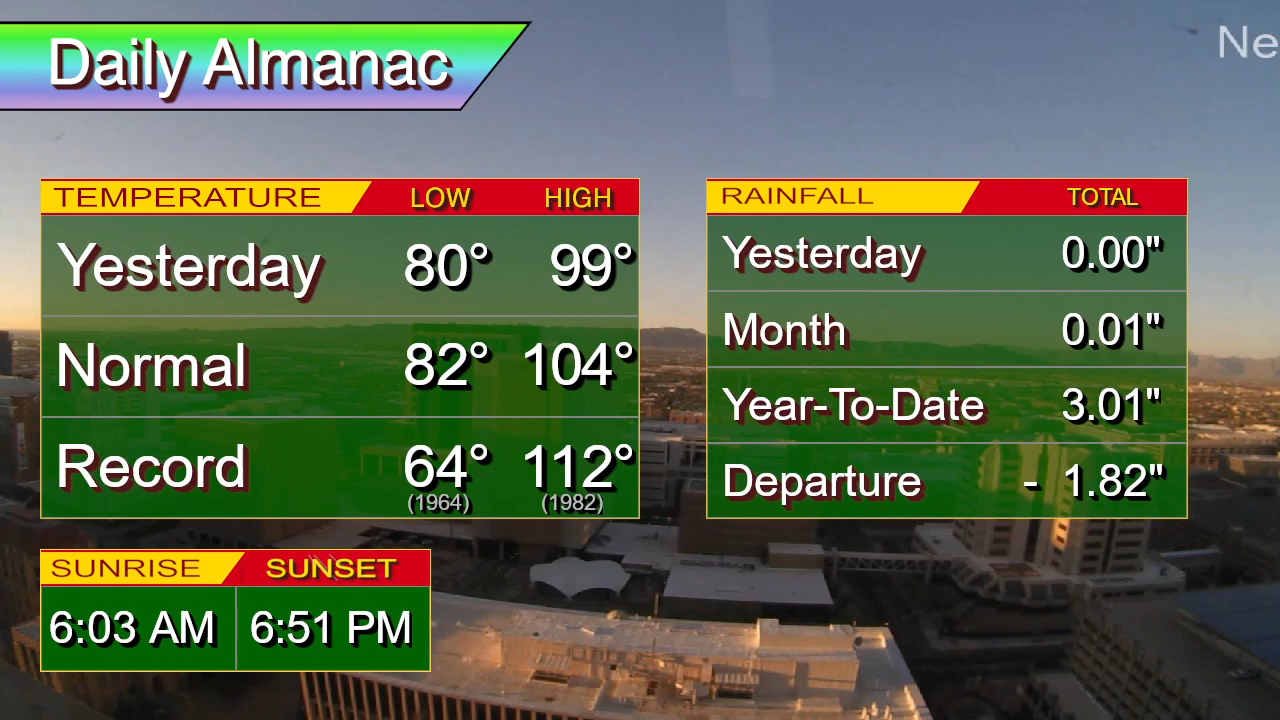 Daily Almanac
Ne
TEMPERATURE LOW HIGH
Yesterday 80° 99°
Normal 82° 104°
Record 64° 112°
(1964) (1982)
RAINFALL TOTAL
Yesterday 0.00"
Month 0.01"
Year-To-Date 3.01"
Departure - 1.82"
SUNRISE SUNSET
6:03 AM 6:51 PM